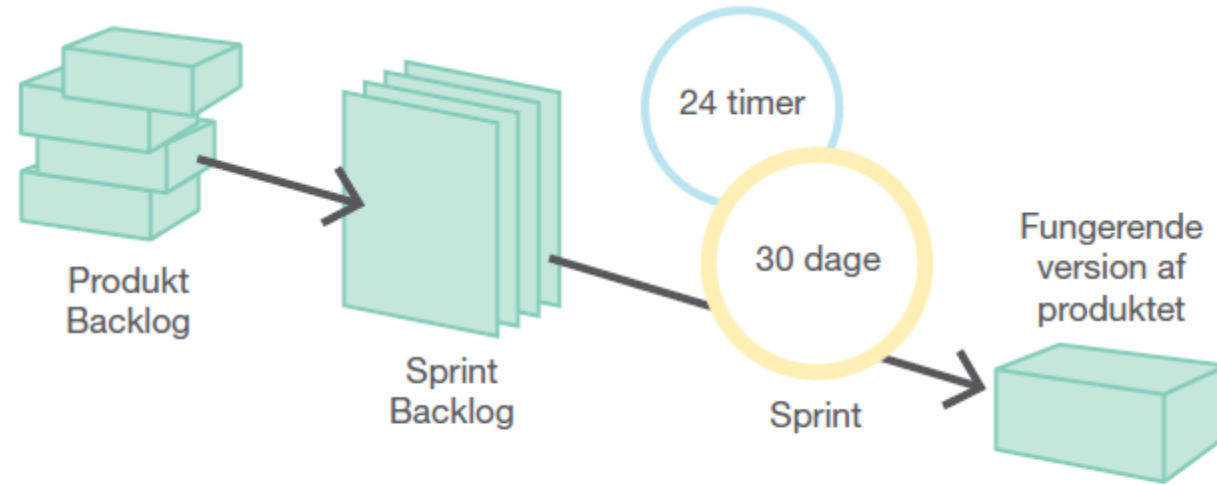 Produkt
Backlog
Sprint
Backlog
24 timer
30 dage
Sprint
Fungerende
version af
produktet